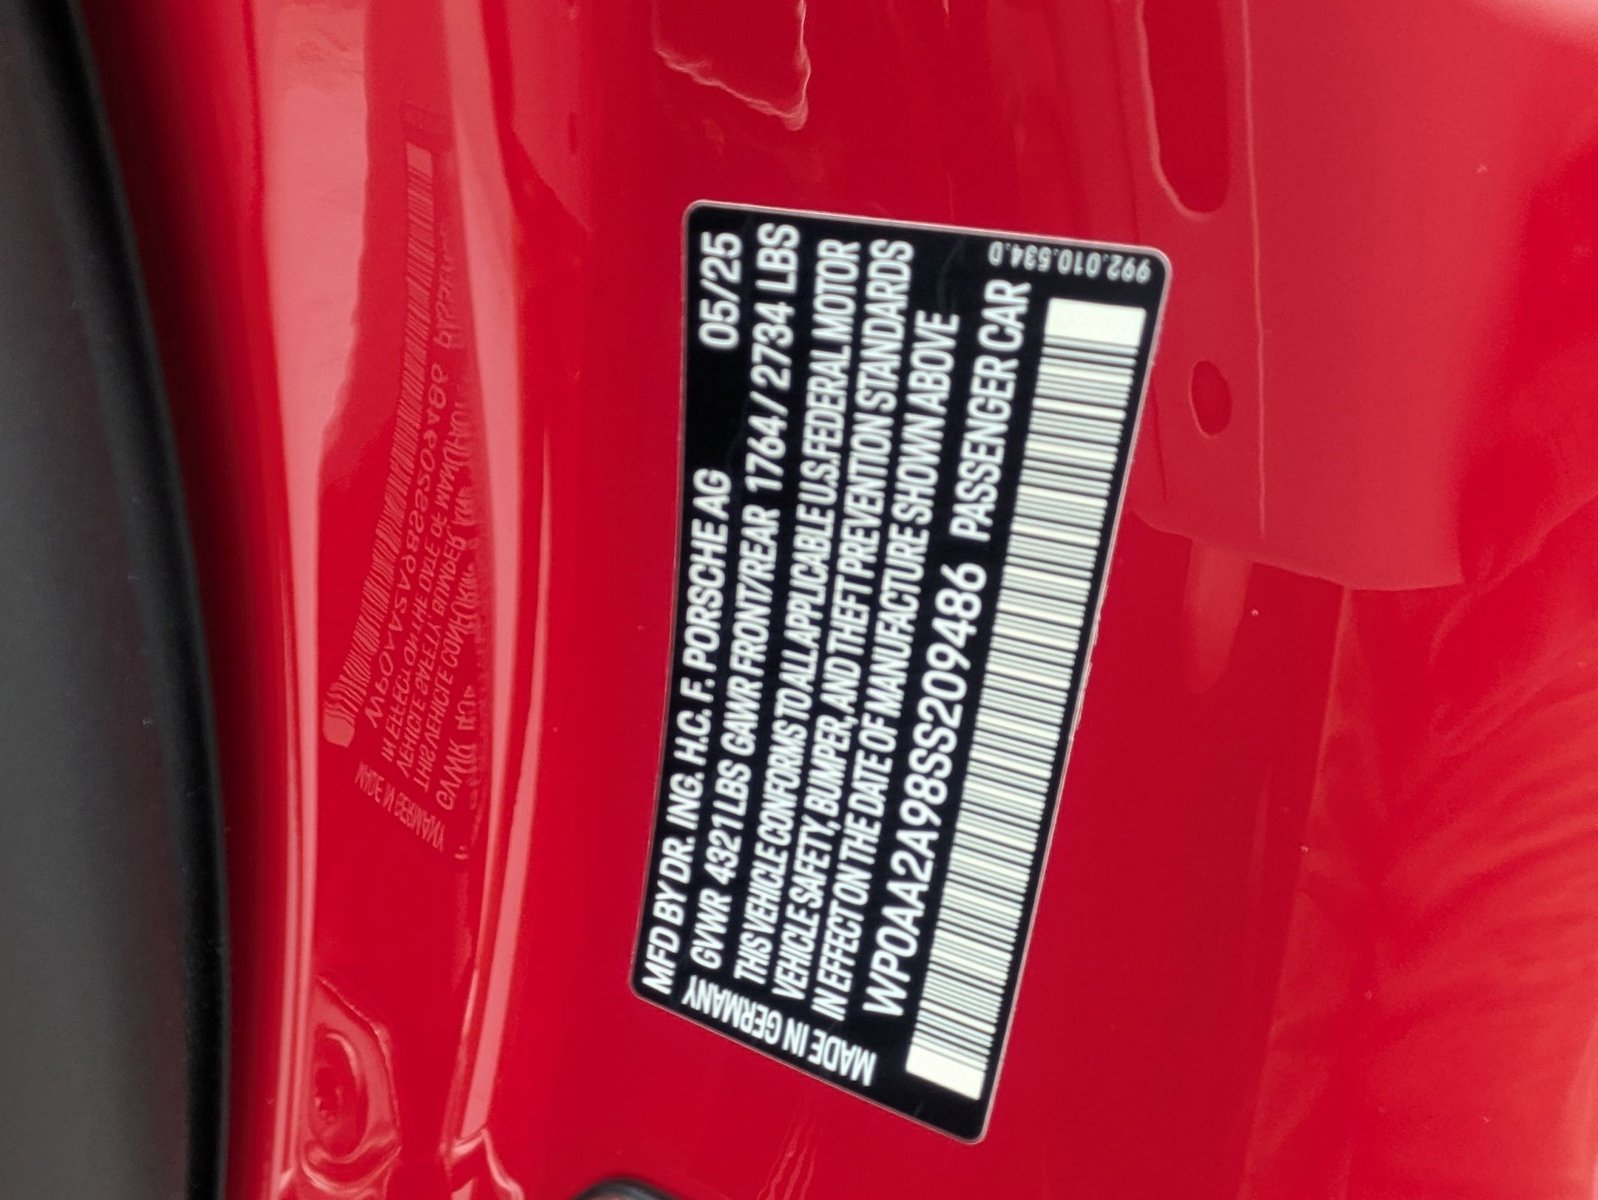 MFD BY DR. ING. H.C. F. PORSCHE AG 05/25
GVWR 4321LBS GAWR FRONT/REAR 1764/2734 LBS
THIS VEHICLE CONFORMS TO ALL APPLICABLE U.S.FEDERAL MOTOR
VEHICLE SAFETY, BUMPER, AND THEFT PREVENTION STANDARDS
IN EFFECT ON THE DATE OF MANUFACTURE SHOWN ABOVE
WP0AA2A98SS209486 PASSENGER CAR
MADE IN GERMANY
992.010.534.D